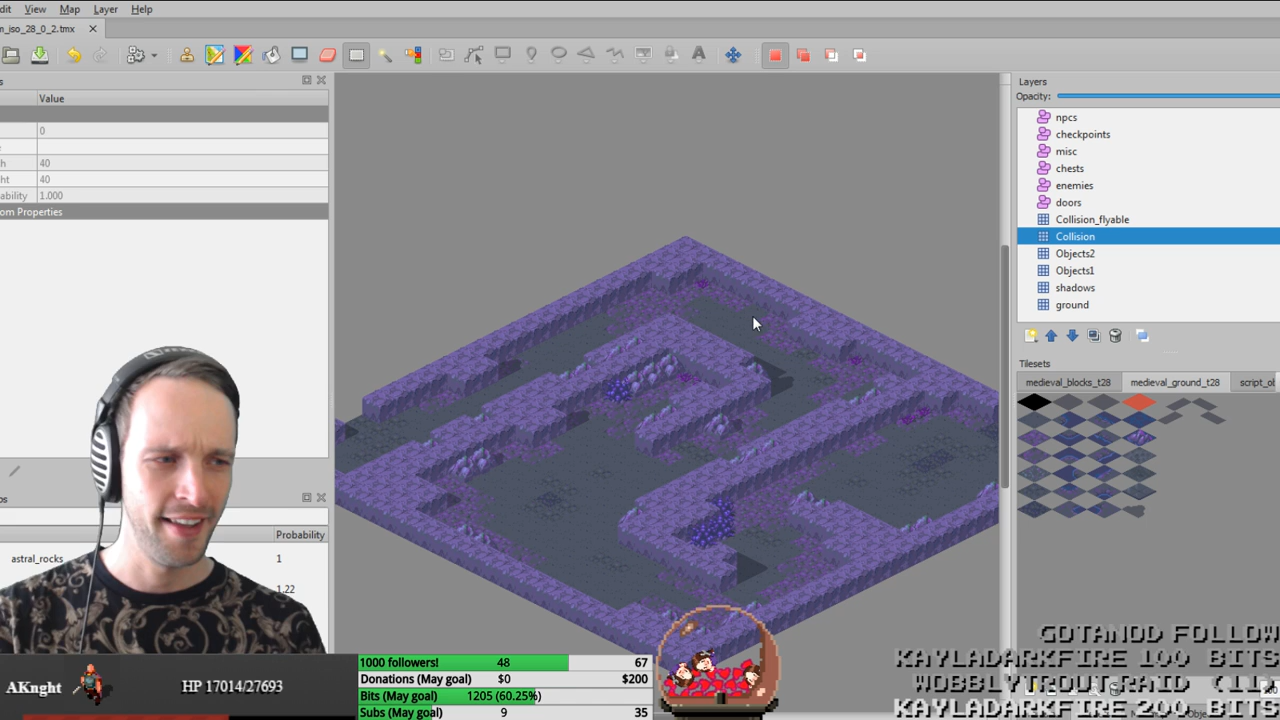 dit View Map Layer Help
n_iso_28_0_2.tmx
s
Value
0
40
ht 40
ability 1.000
om Properties
Probability
astral_rocks 1
1.22
Layers
Opacity:
npcs
checkpoints
misc
chests
enemies
doors
Collision_flyable
Collision
Objects2
Objects1
shadows
ground
Tilesets
medieval_blocks_t28 medieval_ground_t28 script_ol
AKnght
HP 17014/27693
1000 followers! 48 67
Donations (May goal) $0 $200
Bits (May goal) 1205 (60.25%)
Subs (May goal) 9 35
GOTANOD FOLLOW
KAYLADARKFIRE 100 BITS
WOBBLYTROUT RAID (11)
KAYLADARKFIRE 200 BITS